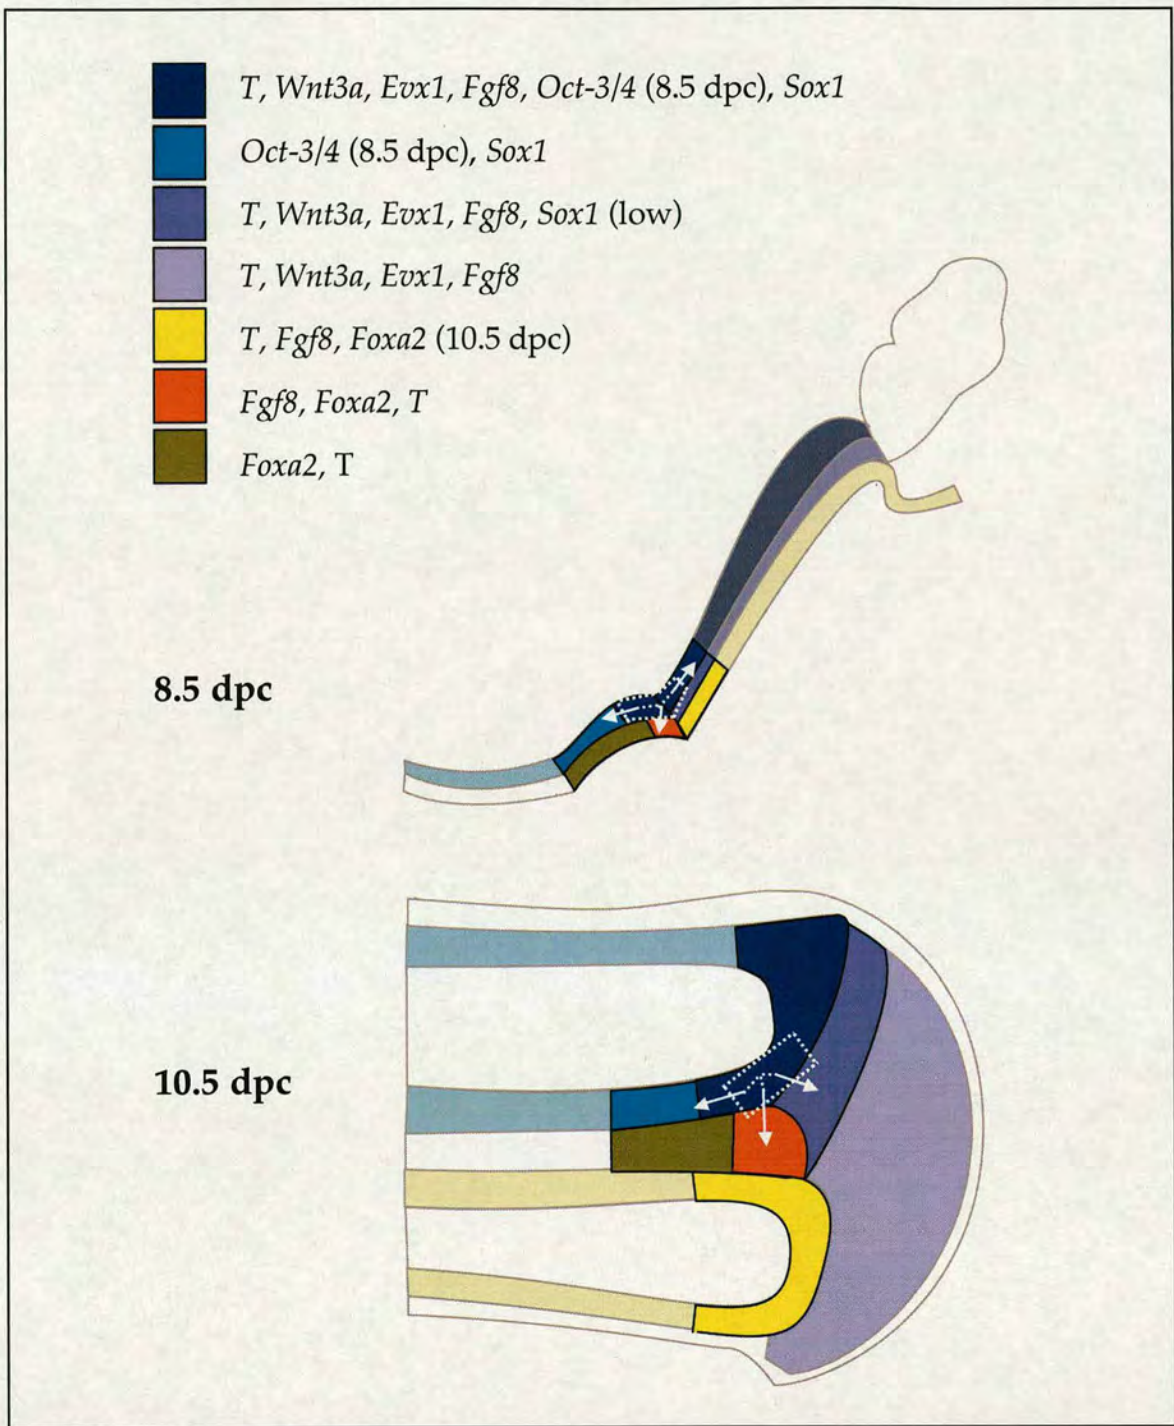 T, Wnt3a, Evx1, Fgf8, Oct-3/4 (8.5 dpc), Sox1
Oct-3/4 (8.5 dpc), Sox1
T, Wnt3a, Evx1, Fgf8, Sox1 (low)
T, Wnt3a, Evx1, Fgf8
T, Fgf8, Foxa2 (10.5 dpc)
Fgf8, Foxa2, T
Foxa2, T
8.5 dpc
10.5 dpc